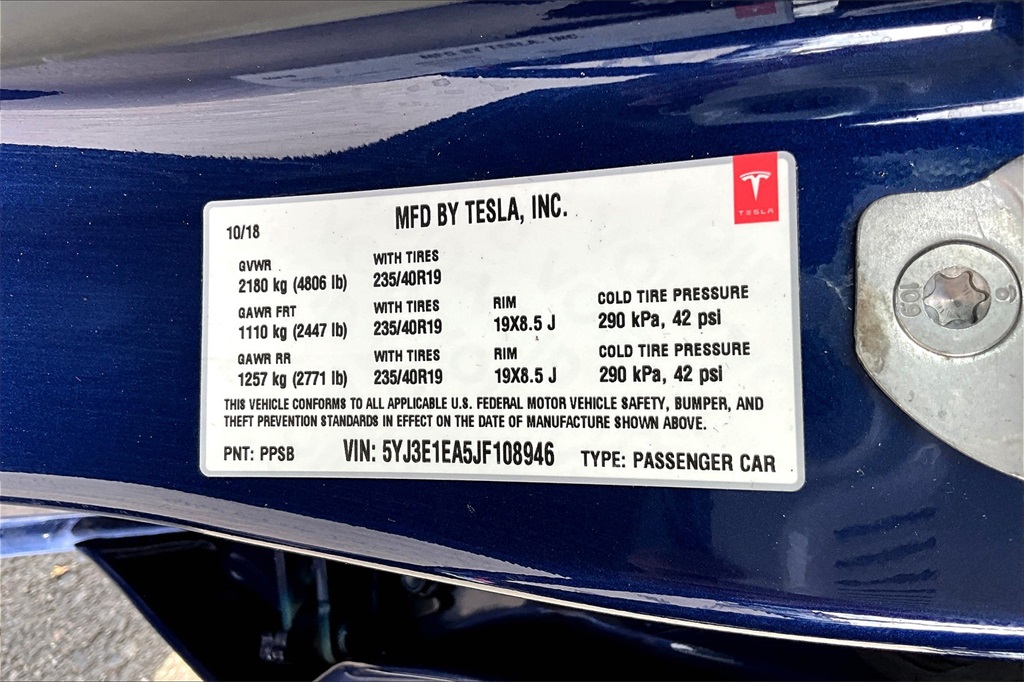 TESLA
10/18
MFD BY TESLA, INC.
GVWR
2180 kg (4806 lb)
WITH TIRES
235/40R19
GAWR FRT
1110 kg (2447 lb)
WITH TIRES
235/40R19
RIM
19X8.5 J
COLD TIRE PRESSURE
290 kPa, 42 psi
GAWR RR
1257 kg (2771 lb)
WITH TIRES
235/40R19
RIM
19X8.5 J
COLD TIRE PRESSURE
290 kPa, 42 psi
THIS VEHICLE CONFORMS TO ALL APPLICABLE U.S. FEDERAL MOTOR VEHICLE SAFETY, BUMPER, AND
THEFT PREVENTION STANDARDS IN EFFECT ON THE DATE OF MANUFACTURE SHOWN ABOVE.
PNT: PPSB
VIN: 5YJ3E1EA5JF108946
TYPE: PASSENGER CAR
109